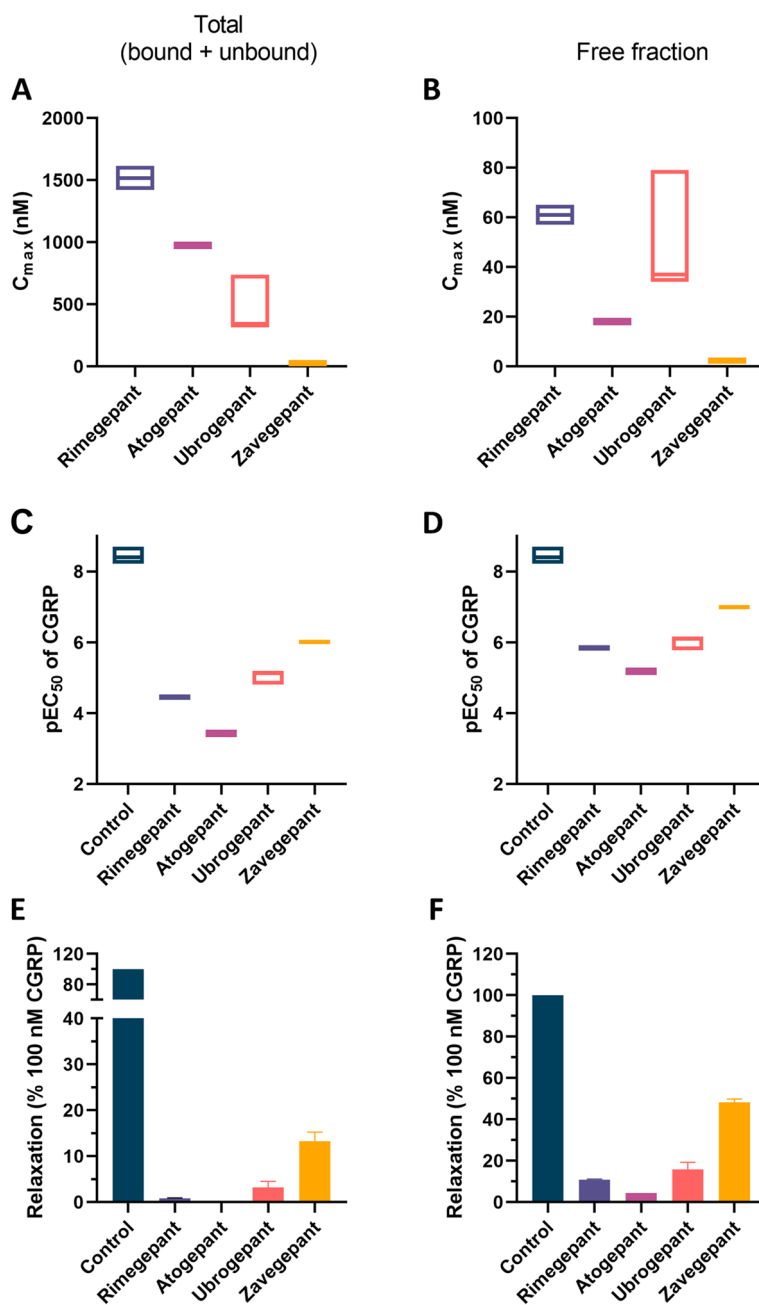 Total
(bound + unbound)
Free fraction
A
Cmax (nM)
2000
1500
1000
500
0
Rimegepant
Atogepant
Ubrogepant
Zavegepant
B
Cmax (nM)
100
80
60
40
20
0
Rimegepant
Atogepant
Ubrogepant
Zavegepant
C
pEC50 of CGRP
8
6
4
2
Control
Rimegepant
Atogepant
Ubrogepant
Zavegepant
D
pEC50 of CGRP
8
6
4
2
Control
Rimegepant
Atogepant
Ubrogepant
Zavegepant
E
Relaxation (% 100 nM CGRP)
120
80
40
30
20
10
0
Control
Rimegepant
Atogepant
Ubrogepant
Zavegepant
F
Relaxation (% 100 nM CGRP)
120
100
80
60
40
20
0
Control
Rimegepant
Atogepant
Ubrogepant
Zavegepant